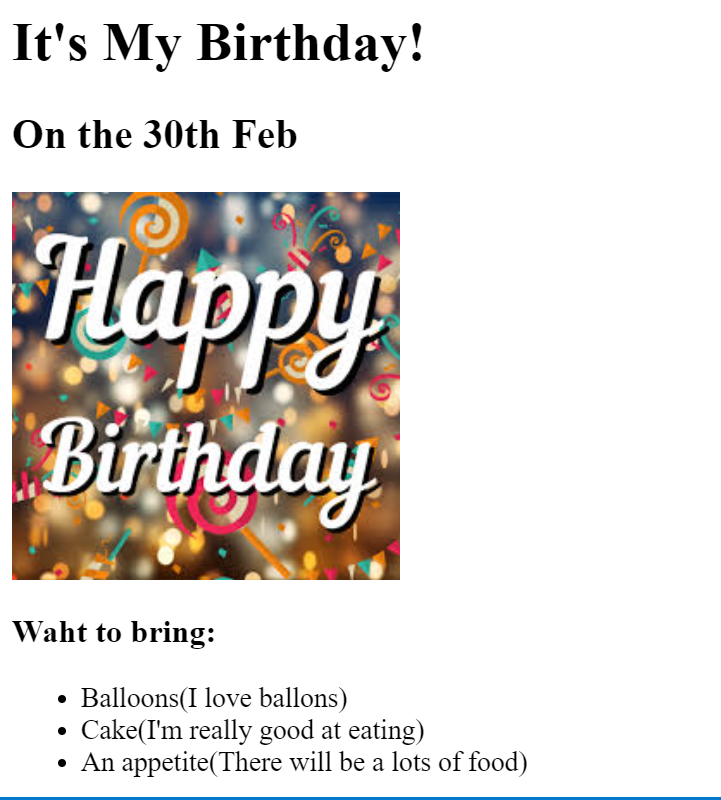 It's My Birthday!
On the 30th Feb
Happy
Birthday
Waht to bring:
Balloons(I love ballons)
Cake(I'm really good at eating)
An appetite(There will be a lots of food)